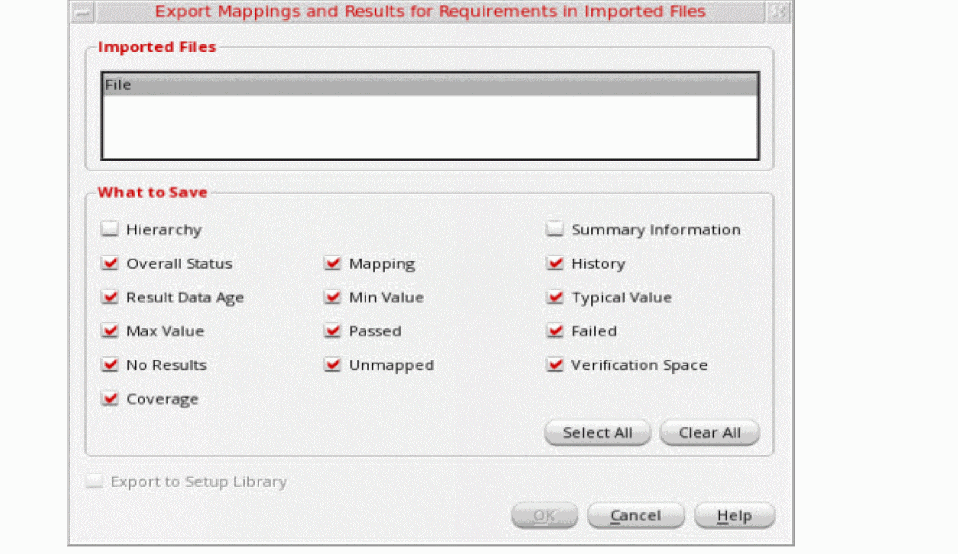 Export Mappings and Results for Requirements in Imported Files
Imported Files
File
What to Save
Hierarchy Summary Information
Overall Status Mapping History
Result Data Age Min Value Typical Value
Max Value Passed Failed
No Results Unmapped Verification Space
Coverage
Select All Clear All
Export to Setup Library
OK Cancel Help